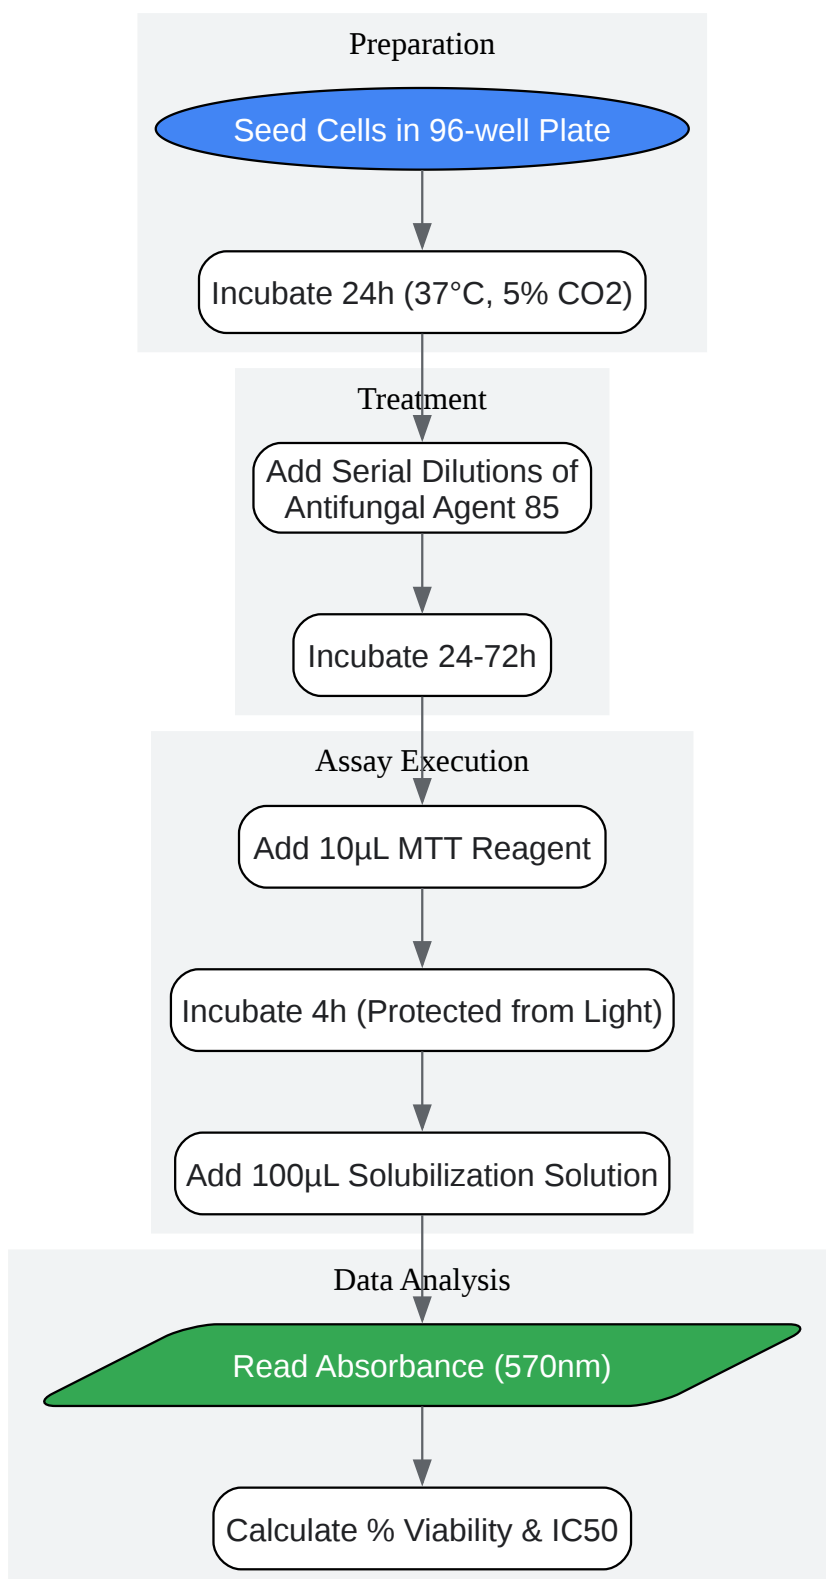 Preparation
Seed Cells in 96-well Plate
Incubate 24h (37°C, 5% CO2)
Treatment
Add Serial Dilutions of
Antifungal Agent 85
Incubate 24-72h
Assay Execution
Add 10µL MTT Reagent
Incubate 4h (Protected from Light)
Add 100µL Solubilization Solution
Data Analysis
Read Absorbance (570nm)
Calculate % Viability & IC50